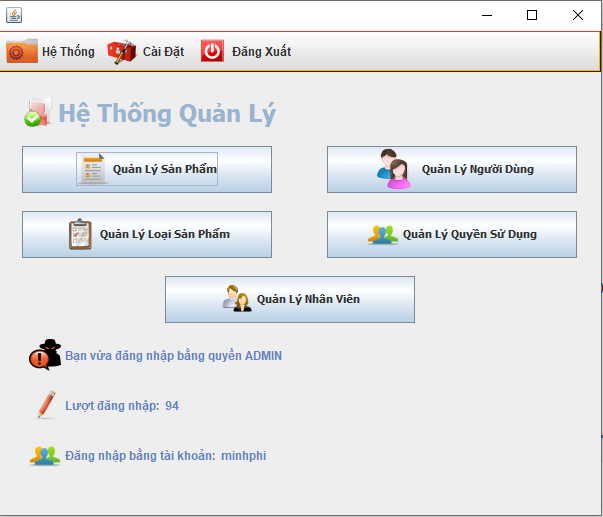 Hệ Thống Cài Đặt Đăng Xuất
Hệ Thống Quản Lý
Quản Lý Sản Phẩm Quản Lý Người Dùng
Quản Lý Loại Sản Phẩm Quản Lý Quyền Sử Dụng
Quản Lý Nhân Viên
Bạn vừa đăng nhập bằng quyền ADMIN
Lượt đăng nhập: 94
Đăng nhập bằng tài khoản: minhphi